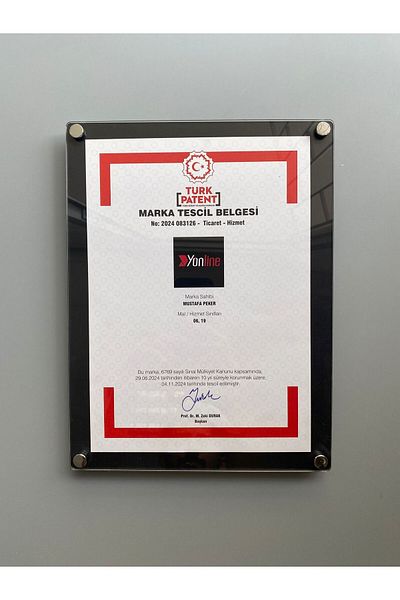 TÜRK
PATENT
MARKA TESCİL BELGESİ
No: 2024 083126 - Ticaret - Hizmet
Yonline
Marka Sahibi
MUSTAFA PEKER
Mal / Hizmet Sınıfları
06, 19
Bu marka, 6769 sayılı Sınai Mülkiyet Kanunu kapsamında,
29.08.2024 tarihinden itibaren 10 yıl süreyle korunmak üzere,
04.11.2024 tarihinde tescil edilmiştir.
Prof. Dr. M. Zeki DURAK
Başkan